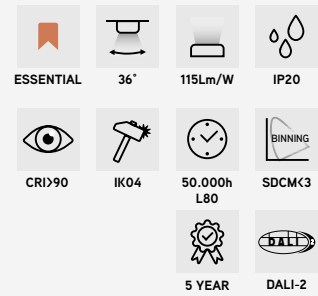 ESSENTIAL
36°
115Lm/W
IP20
BINNING
CRI>90
IK04
50.000h
L80
SDCM<3
DALI
5 YEAR
DALI-2